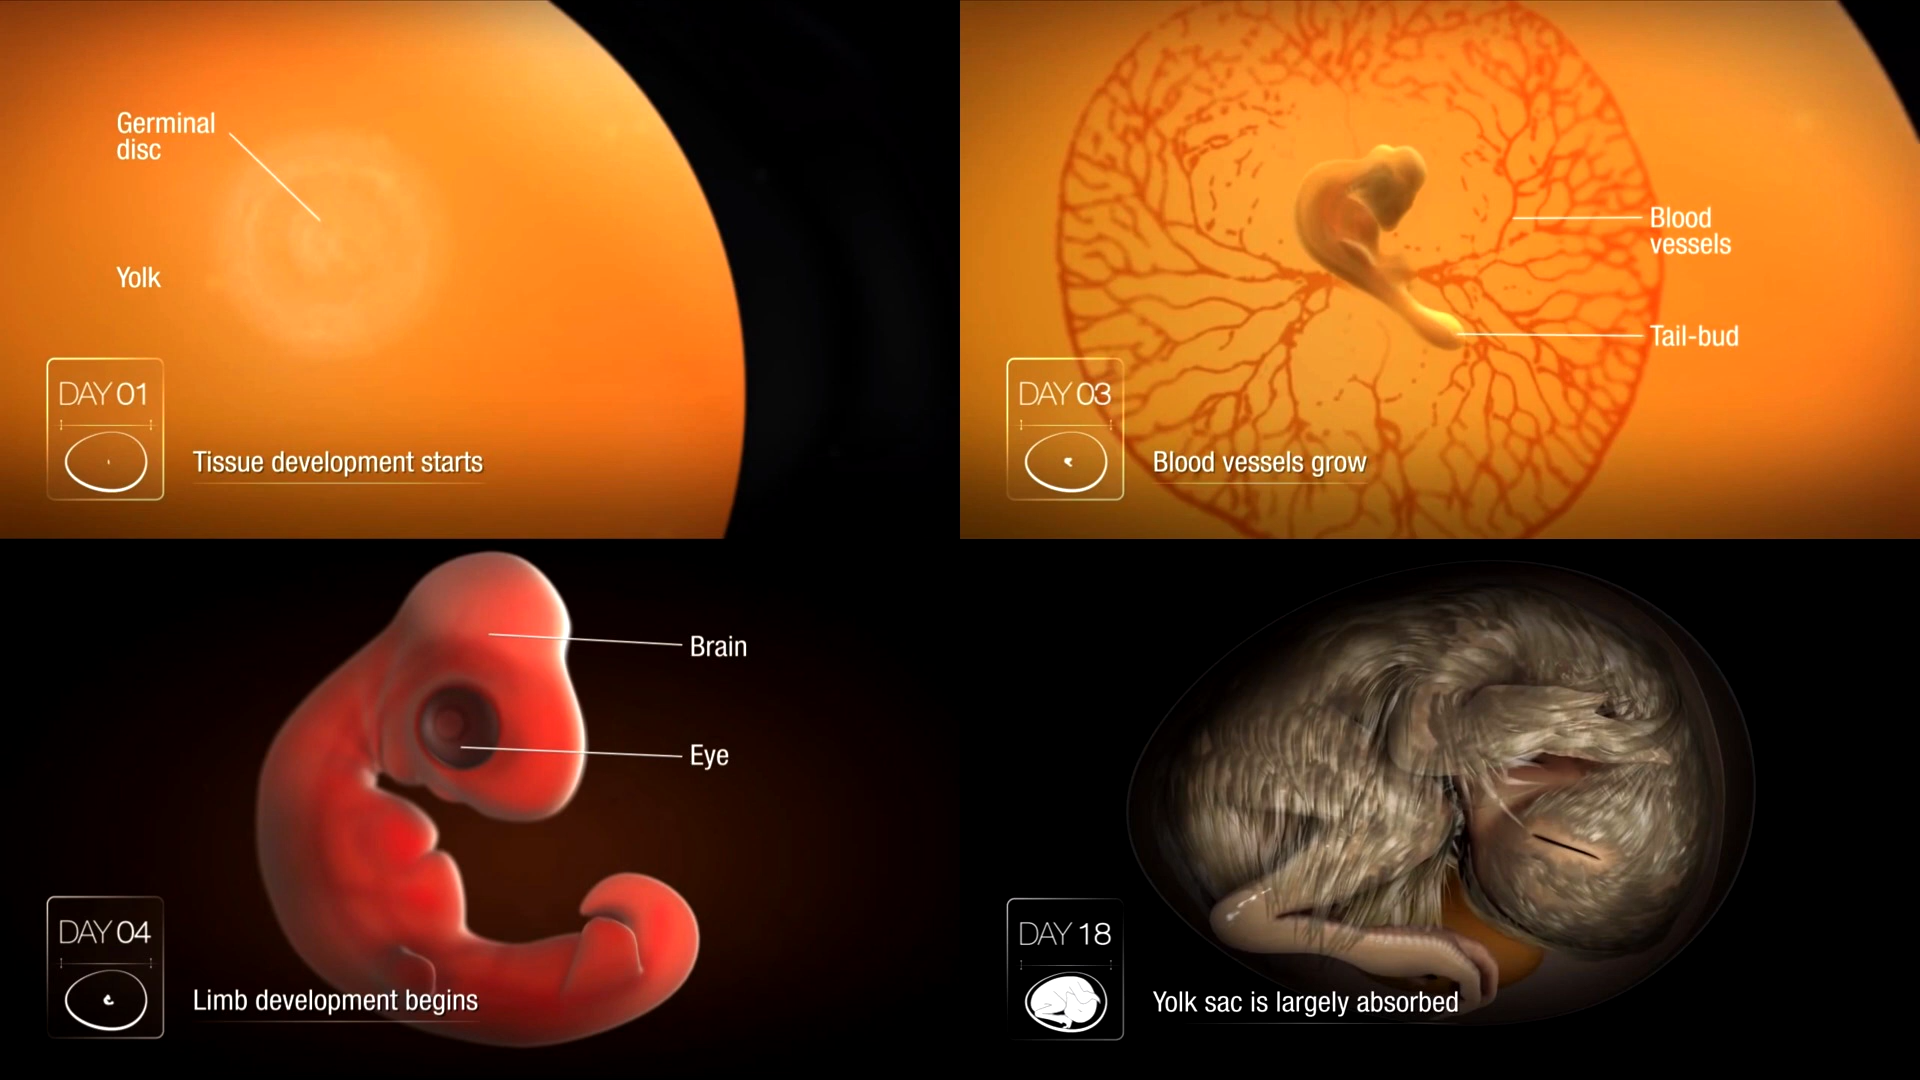 Germinal
disc
Yolk
DAY 01
Tissue development starts
Blood
vessels
Tail-bud
DAY 03
Blood vessels grow
Brain
Eye
DAY 04
Limb development begins
DAY 18
Yolk sac is largely absorbed